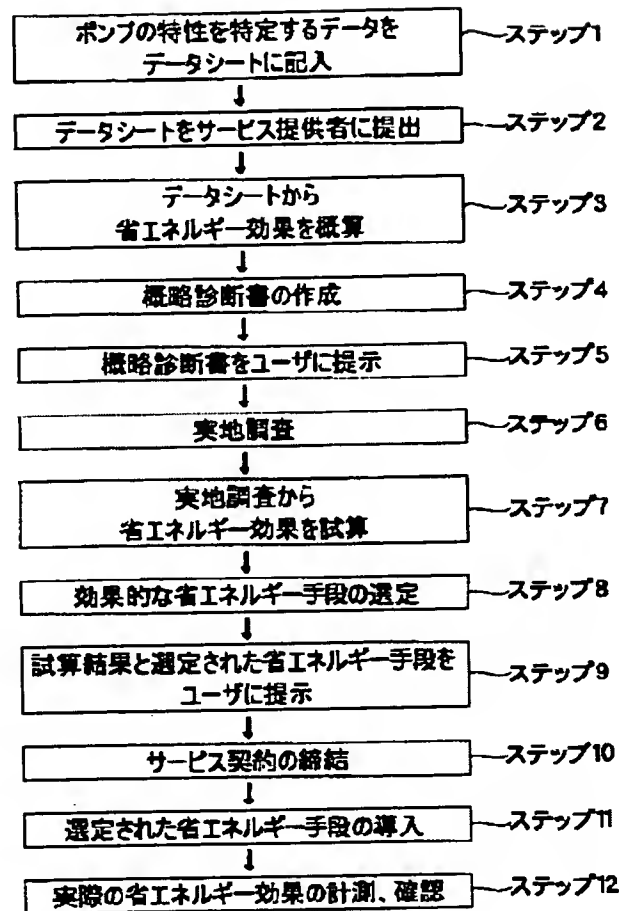 ポンプの特性を特定するデータを
データシートに記入
ステップ1
データシートをサービス提供者に提出
ステップ2
データシートから
省エネルギー効果を概算
ステップ3
概略診断書の作成
ステップ4
概略診断書をユーザに提示
ステップ5
実地調査
ステップ6
実地調査から
省エネルギー効果を試算
ステップ7
効果的な省エネルギー手段の選定
ステップ8
試算結果と選定された省エネルギー手段を
ユーザに提示
ステップ9
サービス契約の締結
ステップ10
選定された省エネルギー手段の導入
ステップ11
実際の省エネルギー効果の計測、確認
ステップ12